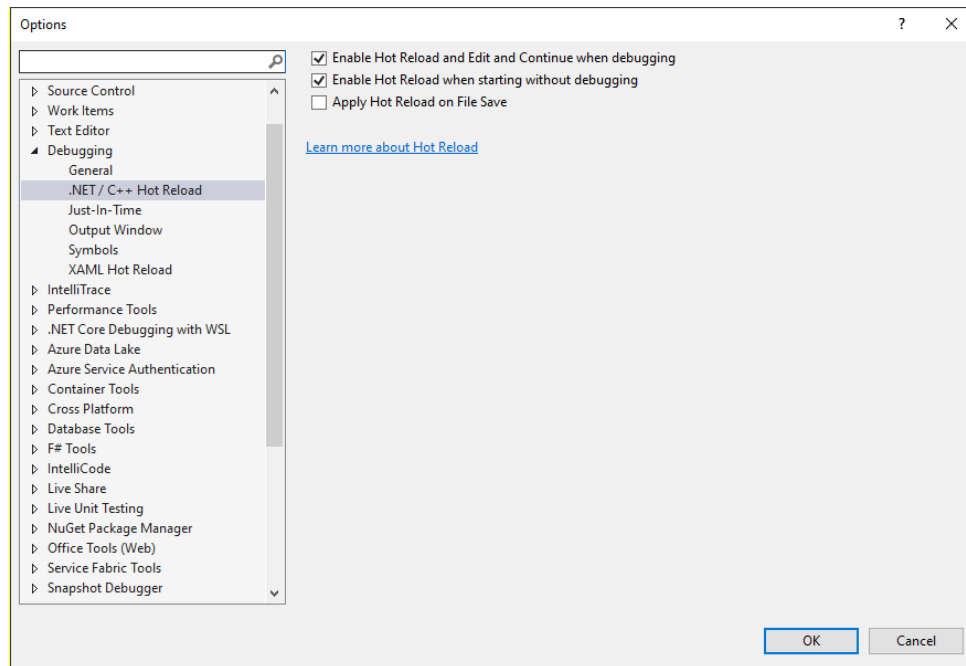 Options
?
Enable Hot Reload and Edit and Continue when debugging
Enable Hot Reload when starting without debugging
Apply Hot Reload on File Save
Learn more about Hot Reload
Source Control
Work Items
Text Editor
Debugging
General
.NET / C++ Hot Reload
Just-In-Time
Output Window
Symbols
XAML Hot Reload
IntelliTrace
Performance Tools
.NET Core Debugging with WSL
Azure Data Lake
Azure Service Authentication
Container Tools
Cross Platform
Database Tools
F# Tools
IntelliCode
Live Share
Live Unit Testing
NuGet Package Manager
Office Tools (Web)
Service Fabric Tools
Snapshot Debugger
OK
Cancel